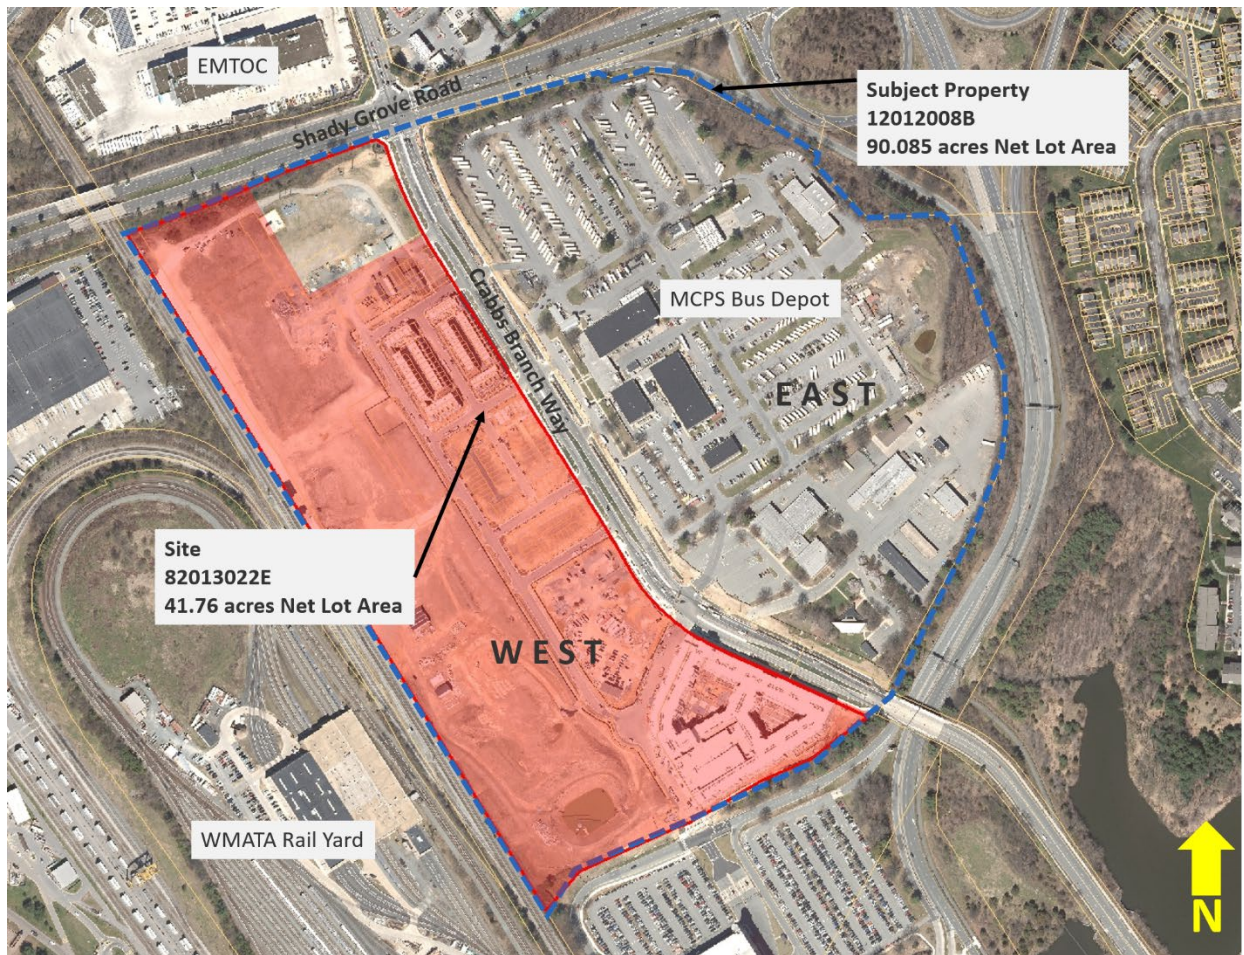 EMTOC
Shady Grove Road
Subject Property
12012008B
90.085 acres Net Lot Area
Crabbs Branch Way
MCPS Bus Depot
EAST
Site
82013022E
41.76 acres Net Lot Area
WEST
WMATA Rail Yard
N